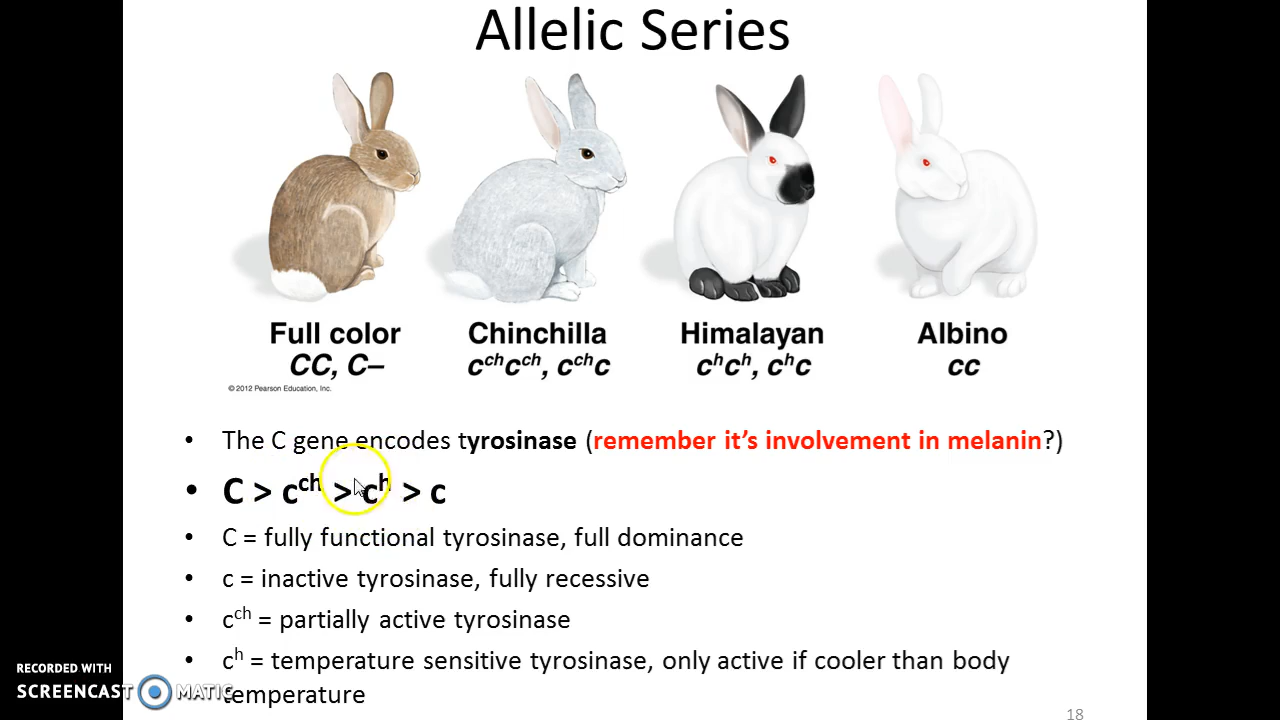 Allelic Series
Full color Chinchilla Himalayan Albino
CC, C– cᶜʰcᶜʰ, cᶜʰc cʰcʰ, cʰc cc
© 2012 Pearson Education, Inc.
• The C gene encodes tyrosinase (remember it’s involvement in melanin?)
• C > cᶜʰ > cʰ > c
• C = fully functional tyrosinase, full dominance
• c = inactive tyrosinase, fully recessive
• cᶜʰ = partially active tyrosinase
• cʰ = temperature sensitive tyrosinase, only active if cooler than body
temperature
RECORDED WITH
SCREENCAST MATIC
18